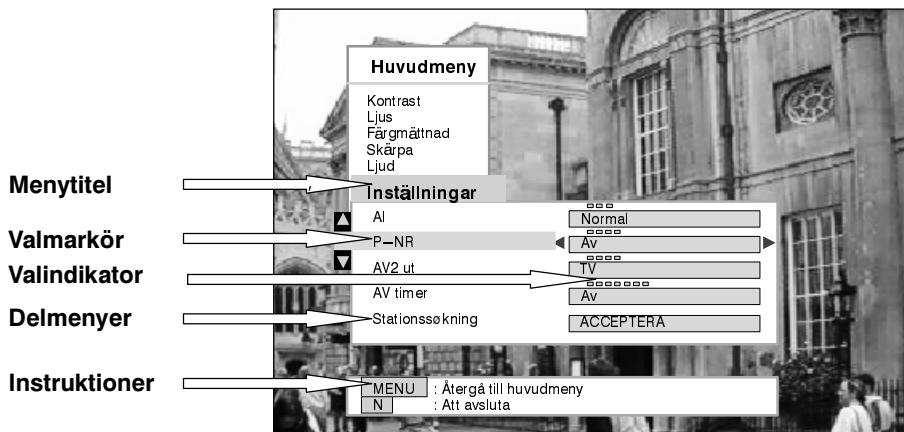 Huvudmeny
Kontrast
Ljus
Färgmättnad
Skärpa
Ljud
Menytitel
Inställningar
AI Normal
Valmarkör P–NR Av
Valindikator AV2 ut TV
AV timer Av
Delmenyer Stationssøkning ACCEPTERA
Instruktioner MENU : Återgå till huvudmeny
N : Att avsluta